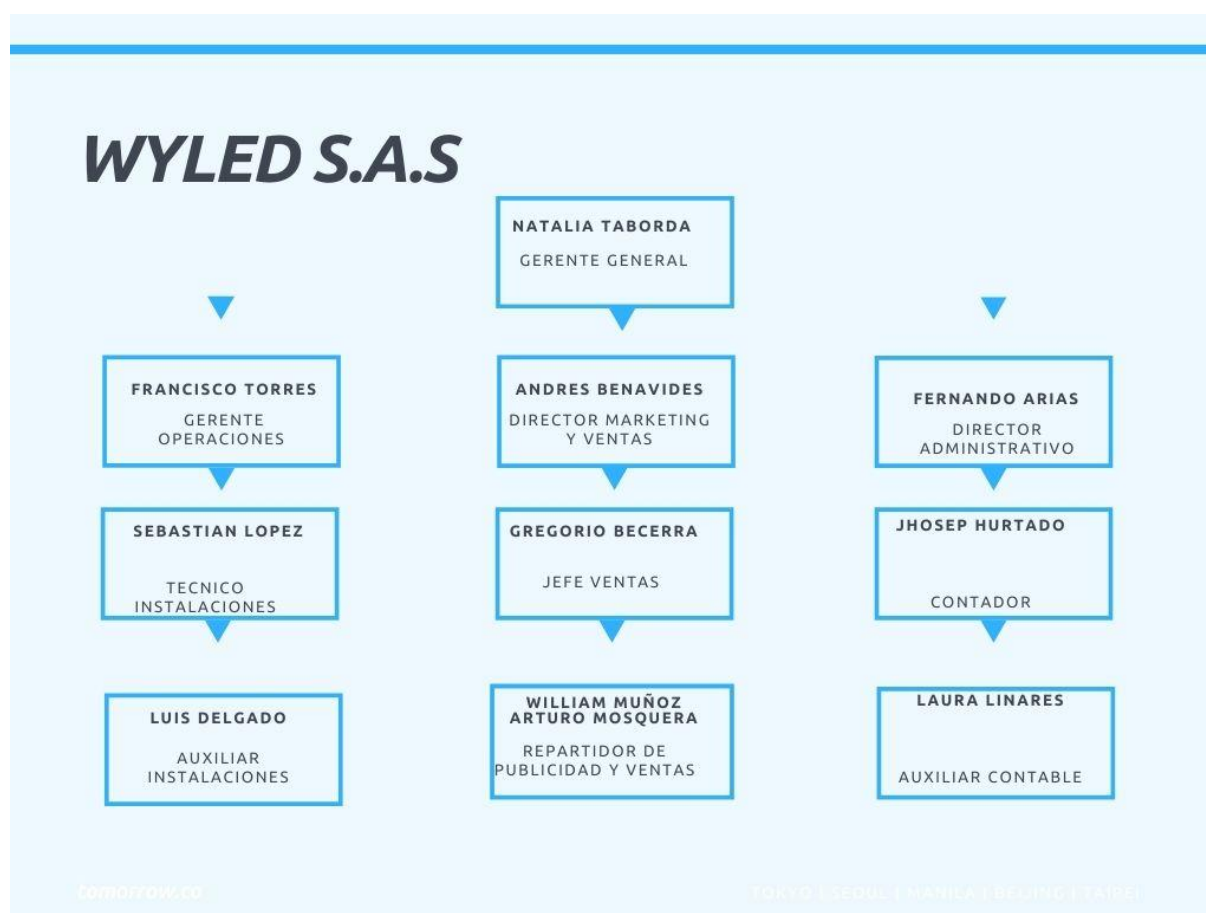 WYLED S.A.S
NATALIA TABORDA
GERENTE GENERAL
FRANCISCO TORRES
GERENTE
OPERACIONES
ANDRES BENAVIDES
DIRECTOR MARKETING
Y VENTAS
FERNANDO ARIAS
DIRECTOR
ADMINISTRATIVO
SEBASTIAN LOPEZ
TECNICO
INSTALACIONES
GREGORIO BECERRA
JEFE VENTAS
JHOSEP HURTADO
CONTADOR
LUIS DELGADO
AUXILIAR
INSTALACIONES
WILLIAM MUÑOZ
ARTURO MOSQUERA
REPARTIDOR DE
PUBLICIDAD Y VENTAS
LAURA LINARES
AUXILIAR CONTABLE
comorrow.co
TOKYO | SEOUL | MANILA | BEIJING | TAIPEI